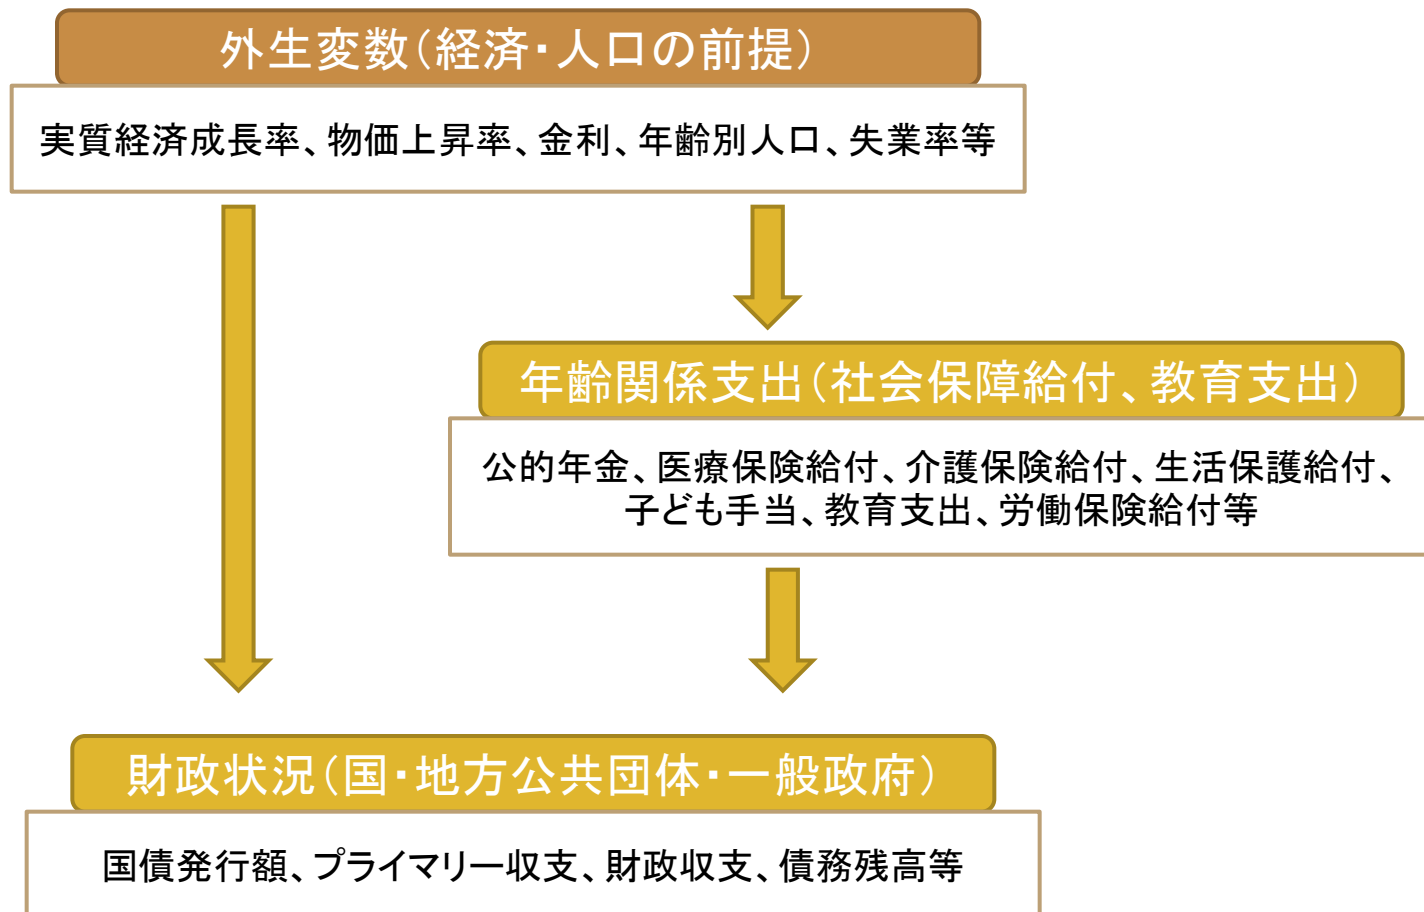 外生変数（経済・人口の前提）
実質経済成長率、物価上昇率、金利、年齢別人口、失業率等
年齢関係支出（社会保障給付、教育支出）
公的年金、医療保険給付、介護保険給付、生活保護給付、
子ども手当、教育支出、労働保険給付等
財政状況（国・地方公共団体・一般政府）
国債発行額、プライマリー収支、財政収支、債務残高等